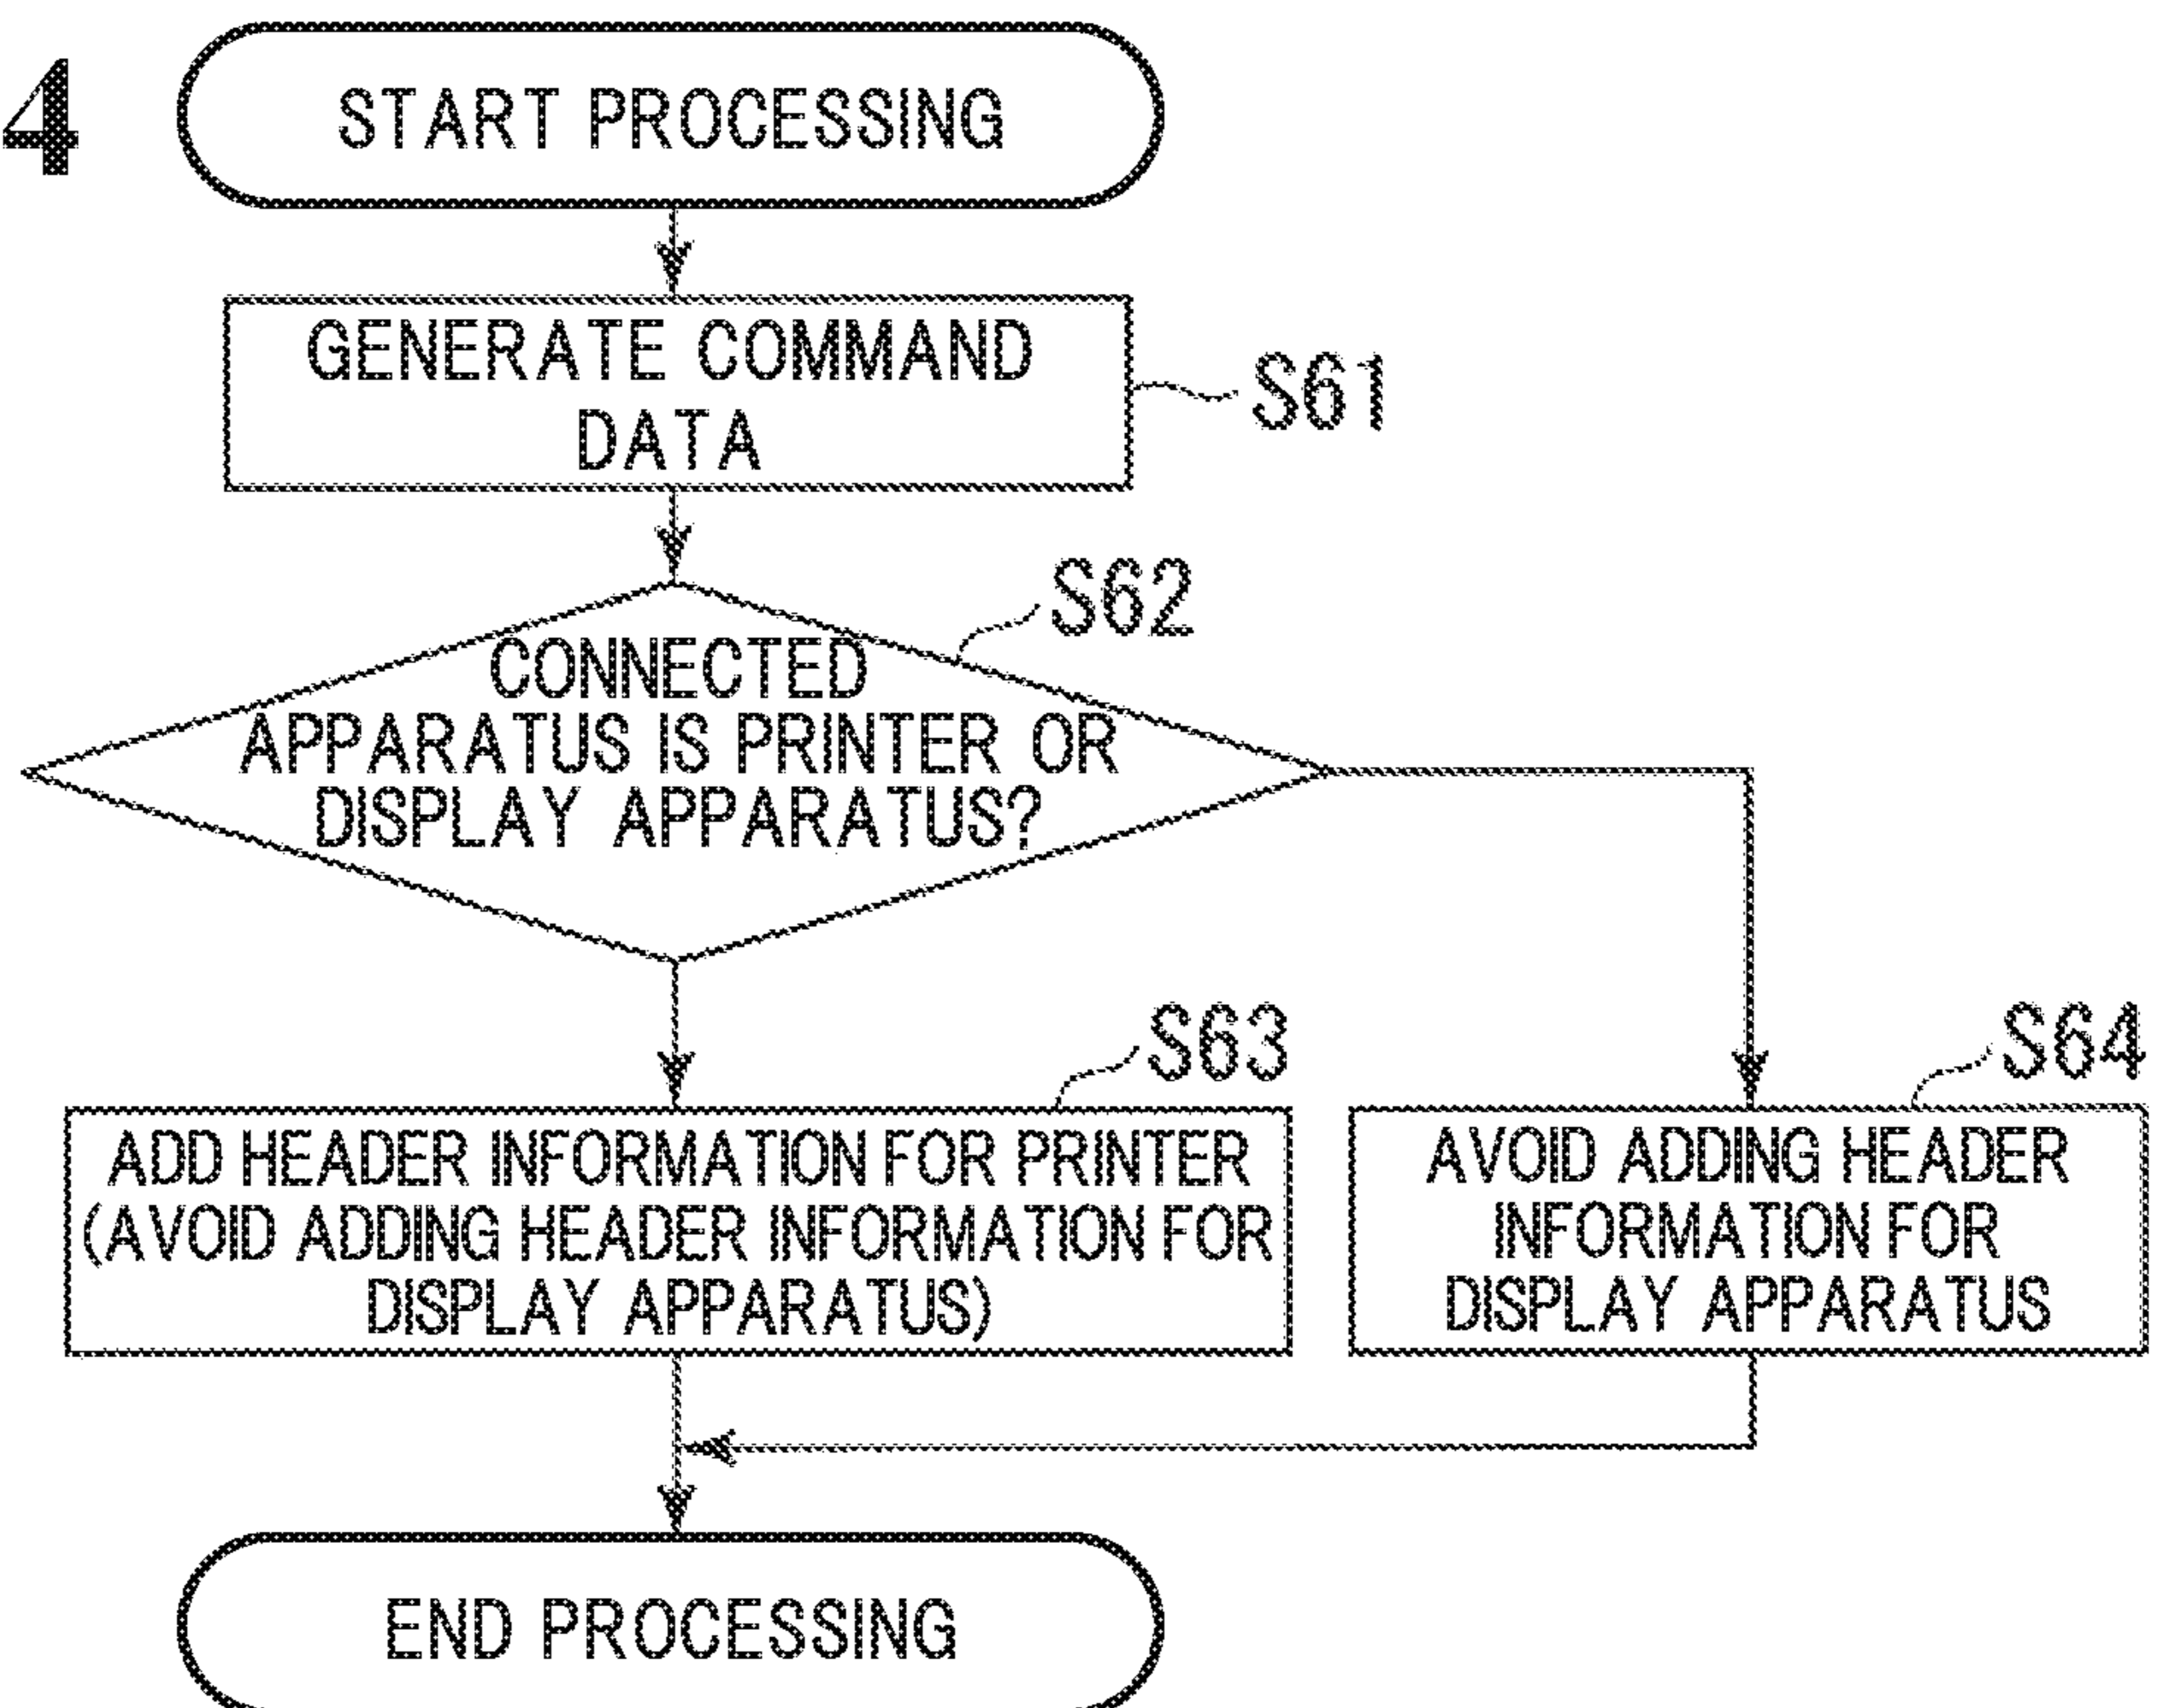 4
START PROCESSING
GENERATE COMMAND
DATA
S61
S62
CONNECTED
APPARATUS IS PRINTER OR
DISPLAY APPARATUS?
S63
ADD HEADER INFORMATION FOR PRINTER
(AVOID ADDING HEADER INFORMATION FOR
DISPLAY APPARATUS)
S64
AVOID ADDING HEADER
INFORMATION FOR
DISPLAY APPARATUS
END PROCESSING